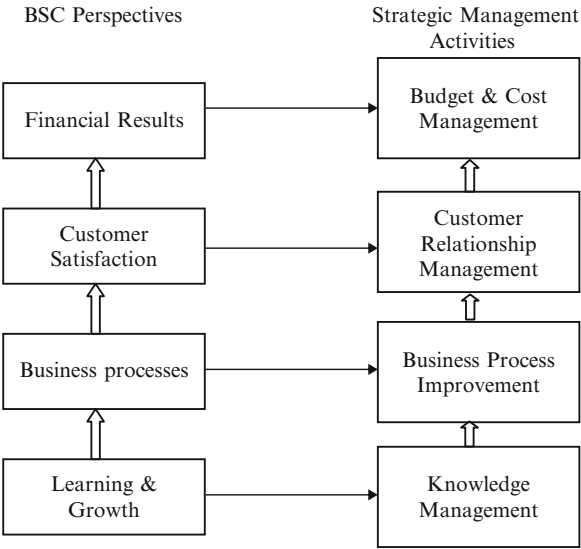 BSC Perspectives
Strategic Management
Activities
Financial Results
Budget & Cost
Management
Customer
Satisfaction
Customer
Relationship
Management
Business processes
Business Process
Improvement
Learning &
Growth
Knowledge
Management